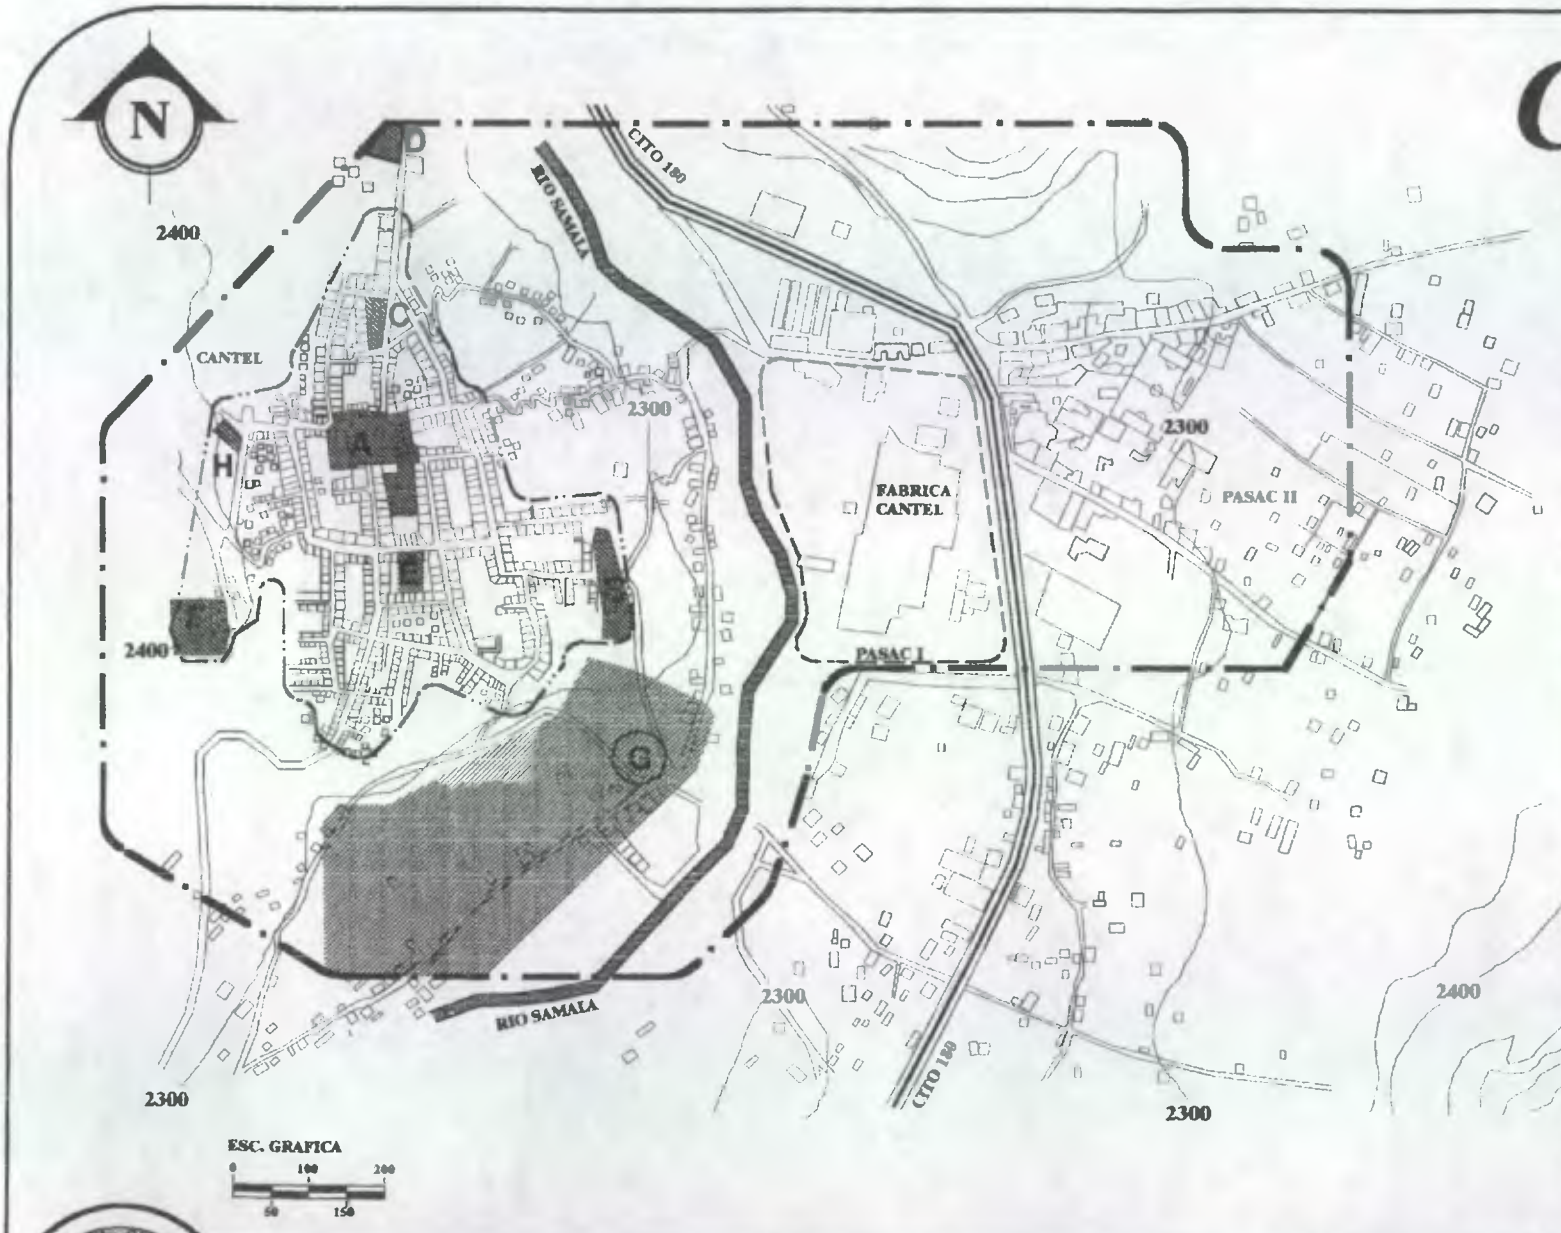 N
D
CITO 180
RIO SAMALA
2400
C
CANTEL
2300
A
H
2300
FABRICA
CANTEL
PASAC II
E
2400
PASAC I
G
2300
2400
RIO SAMALA
CITO 180
2300
2300
ESC. GRAFICA
0 100 200
50 150